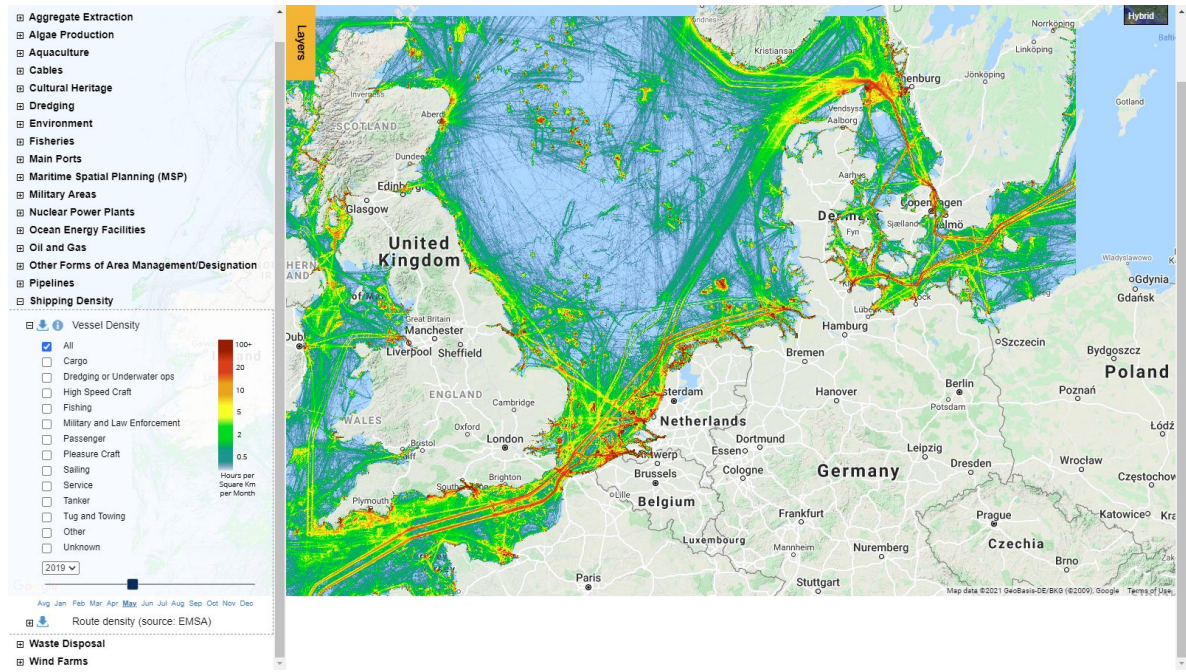 Aggregate Extraction
Algae Production
Aquaculture
Cables
Cultural Heritage
Dredging
Environment
Fisheries
Main Ports
Maritime Spatial Planning (MSP)
Military Areas
Nuclear Power Plants
Ocean Energy Facilities
Oil and Gas
Other Forms of Area Management/Designation
Pipelines
Shipping Density
Vessel Density
All
Cargo
Dredging or Underwater ops
High Speed Craft
Fishing
Military and Law Enforcement
Passenger
Pleasure Craft
Sailing
Service
Tanker
Tug and Towing
Other
Unknown
100+
20
10
5
2
0.5
Hours per
Square Km
per Month
2019
Avg Jan Feb Mar Apr May Jun Jul Aug Sep Oct Nov Dec
Route density (source: EMSA)
Waste Disposal
Wind Farms
Layers
Hybrid
Norrköping
Linköping
Jönköping
Gotland
Kristiansan
enburg
Vendsyss
Aalborg
Aarhus
Copenhagen
Sjælland
lmö
Fyn
Inverness
SCOTLAND
Aberd
Dundee
Edinburg
Glasgow
United
Kingdom
Great Britain
Manchester
Liverpool Sheffield
ENGLAND
Cambridge
WALES
Oxford
London
Bristol
Brighton
Plymouth
Netherlands
Antwerp
Brussels
Lille
Belgium
Luxembourg
Paris
Hamburg
Bremen
Hanover
Berlin
Potsdam
Dortmund
Essen
Cologne
Germany
Leipzig
Dresden
Frankfurt
Mannheim
Nuremberg
Stuttgart
Prague
Czechia
Brno
Szczecin
Bydgoszcz
Poland
Poznań
Łódź
Wrocław
Częstochow
Katowice
Władysławowo
Gdynia
Gdańsk
Map data ©2021 GeoBasis-DE/BKG (©2009), Google Terms of Use